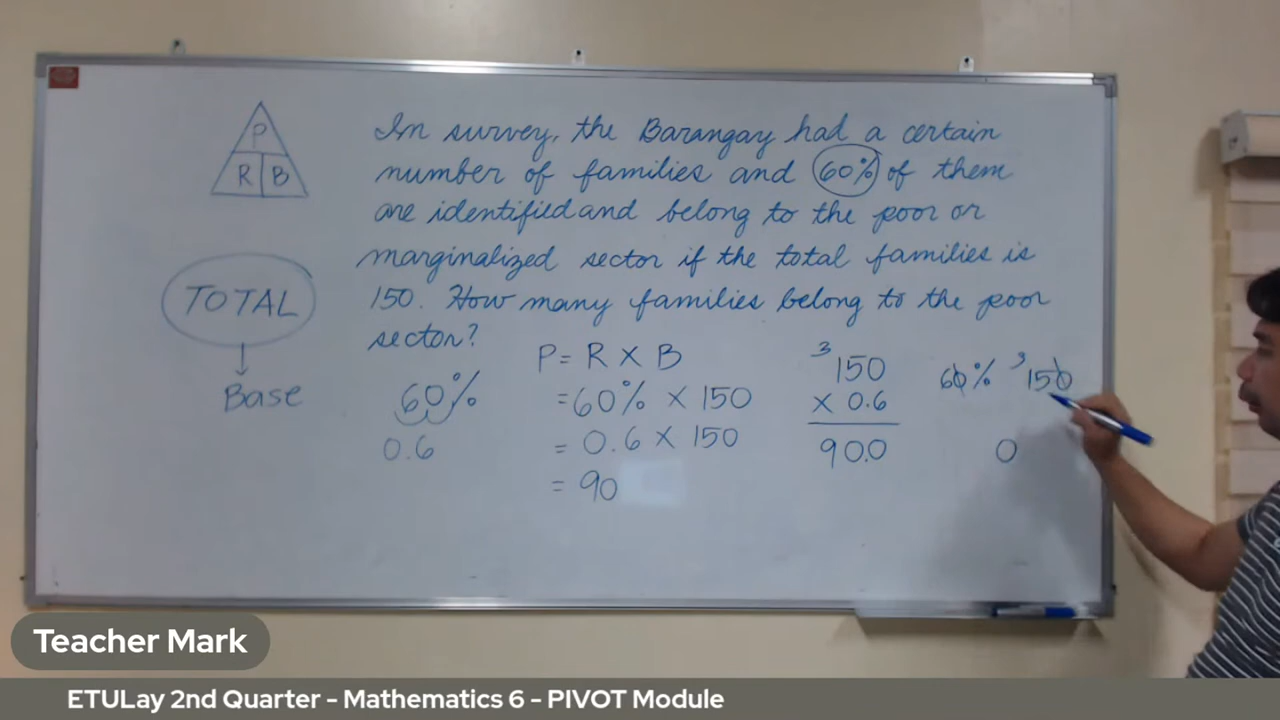 P
R B
In survey, the Barangay had a certain
number of families and 60% of them
are identified and belong to the poor or
marginalized sector if the total families is
150. How many families belong to the poor
sector?
TOTAL
Base
60%
0.6
P = R X B
= 60% X 150
= 0.6 X 150
= 90
3
150
X 0.6
90.0
60% 3 150
0
Teacher Mark
ETULay 2nd Quarter - Mathematics 6 - PIVOT Module